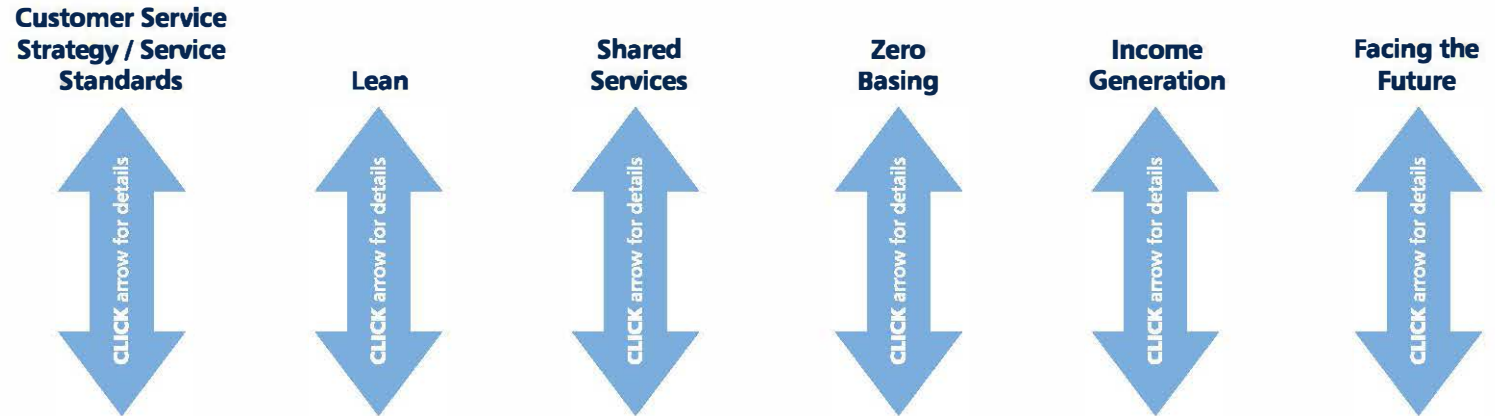 Customer Service
Strategy / Service
Standards
Lean
Shared
Services
Zero
Basing
Income
Generation
Facing the
Future
CLICK arrow for details
CLICK arrow for details
CLICK arrow for details
CLICK arrow for details
CLICK arrow for details
CLICK arrow for details